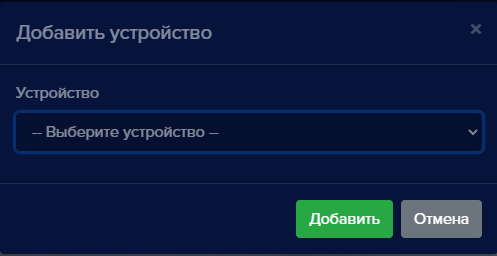 Добавить устройство
×
Устройство
-- Выберите устройство --
Добавить
Отмена